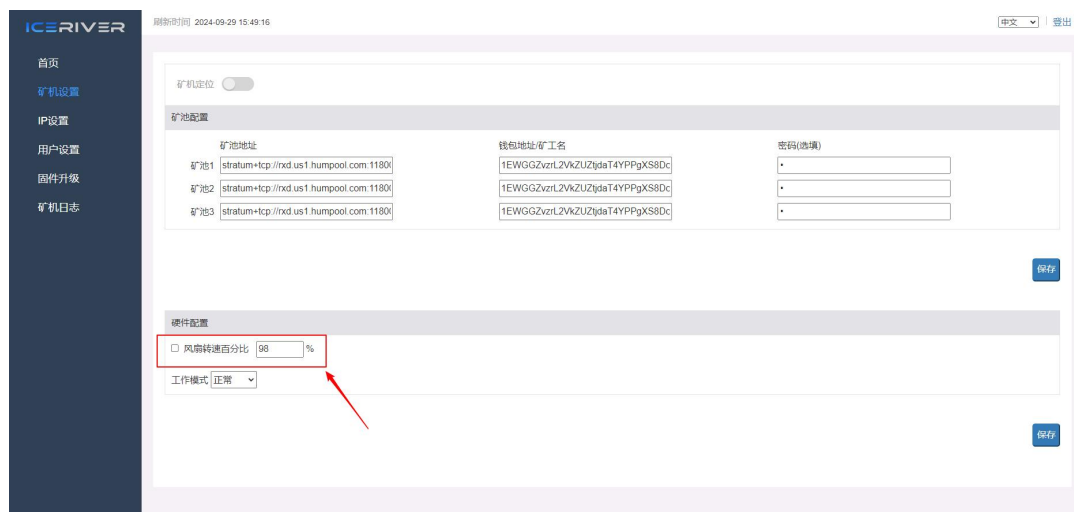 ICERIVER
刷新时间 2024-09-29 15:49:16
中文
登出
首页
矿机设置
IP设置
用户设置
固件升级
矿机日志
矿机定位
矿池配置
矿池地址 钱包地址/矿工名 密码(选填)
矿池1 stratum+tcp://rxd.us1.humpool.com:1180 1EWGGZvzrL2VkZUZtjdaT4YPPgXS8Dc •
矿池2 stratum+tcp://rxd.us1.humpool.com:1180 1EWGGZvzrL2VkZUZtjdaT4YPPgXS8Dc •
矿池3 stratum+tcp://rxd.us1.humpool.com:1180 1EWGGZvzrL2VkZUZtjdaT4YPPgXS8Dc •
保存
硬件配置
风扇转速百分比 98 %
工作模式 正常
保存